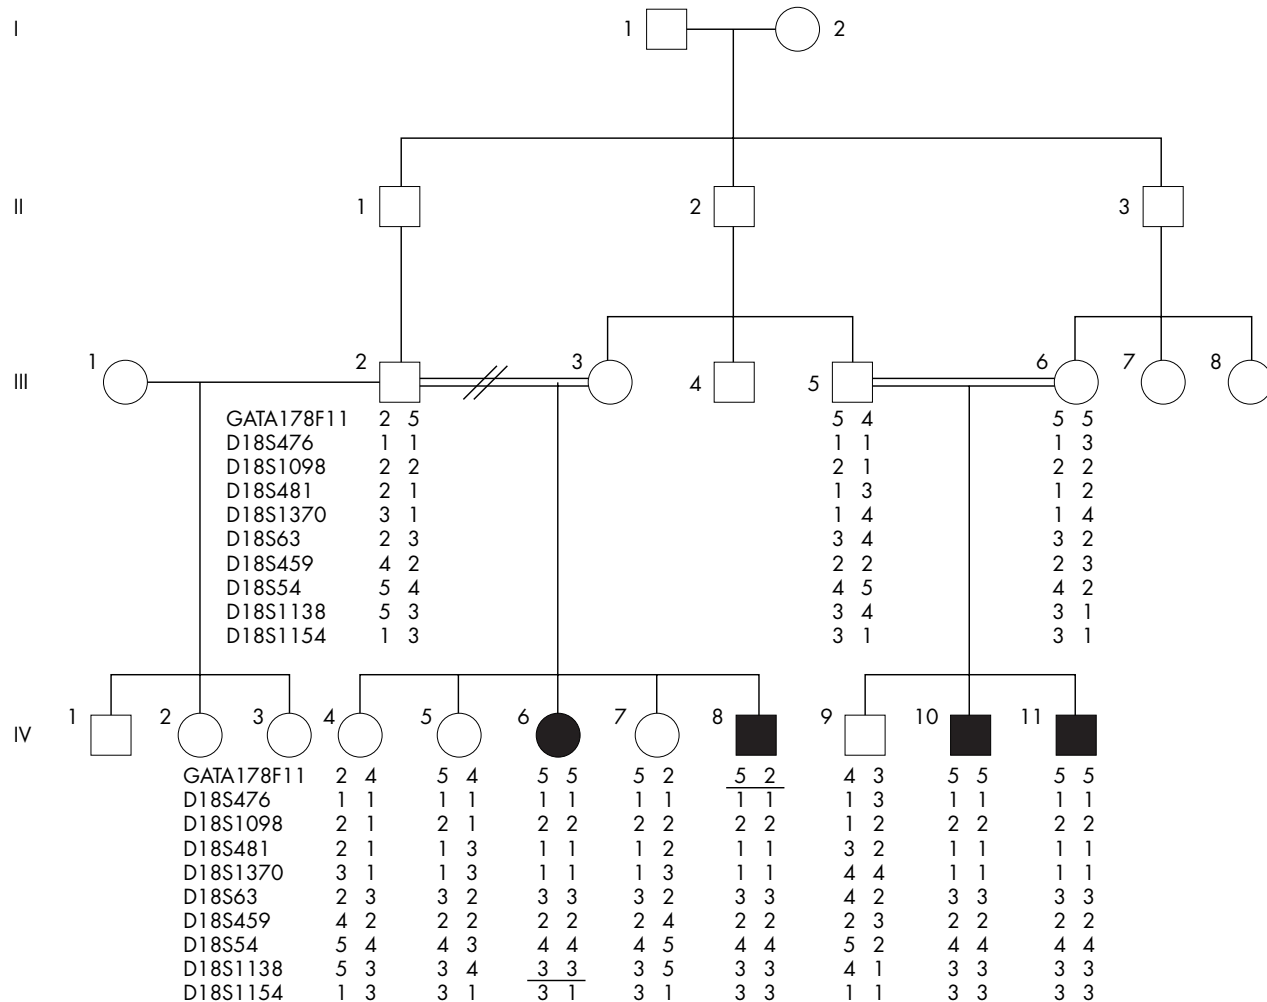 I 1 2
II 1 2 3
III 1 2 3 4 5 6 7 8
GATA178F11 2 5 5 4 5 5
D18S476 1 1 1 1 1 3
D18S1098 2 2 2 1 2 2
D18S481 2 1 1 3 1 2
D18S1370 3 1 1 4 1 4
D18S63 2 3 3 4 3 2
D18S459 4 2 2 2 2 3
D18S54 5 4 4 5 4 2
D18S1138 5 3 3 4 3 1
D18S1154 1 3 3 1 3 1
IV 1 2 3 4 5 6 7 8 9 10 11
GATA178F11 2 4 5 4 5 5 5 2 5 2 4 3 5 5 5 5
D18S476 1 1 1 1 1 1 1 1 1 1 1 3 1 1 1 1
D18S1098 2 1 2 1 2 2 2 2 2 2 1 2 2 2 2 2
D18S481 2 1 1 3 1 1 1 2 1 1 3 2 1 1 1 1
D18S1370 3 1 1 3 1 1 1 3 1 1 4 4 1 1 1 1
D18S63 2 3 3 2 3 3 3 2 3 3 4 2 3 3 3 3
D18S459 4 2 2 2 2 2 2 4 2 2 2 3 2 2 2 2
D18S54 5 4 4 3 4 4 4 5 4 4 5 2 4 4 4 4
D18S1138 5 3 3 4 3 3 3 5 3 3 4 1 3 3 3 3
D18S1154 1 3 3 1 3 1 3 1 3 3 1 1 3 3 3 3